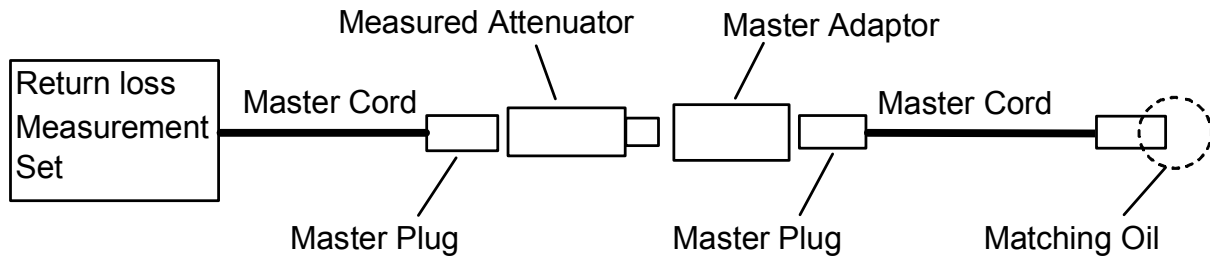 Measured Attenuator
Master Adaptor
Return loss
Measurement
Set
Master Cord
Master Cord
Master Plug
Master Plug
Matching Oil